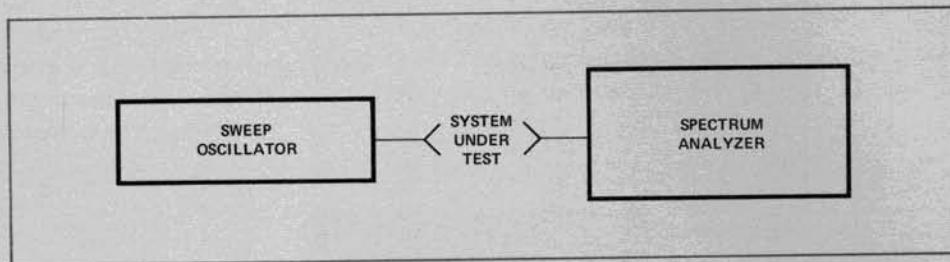 SWEEP
OSCILLATOR
SYSTEM
UNDER
TEST
SPECTRUM
ANALYZER